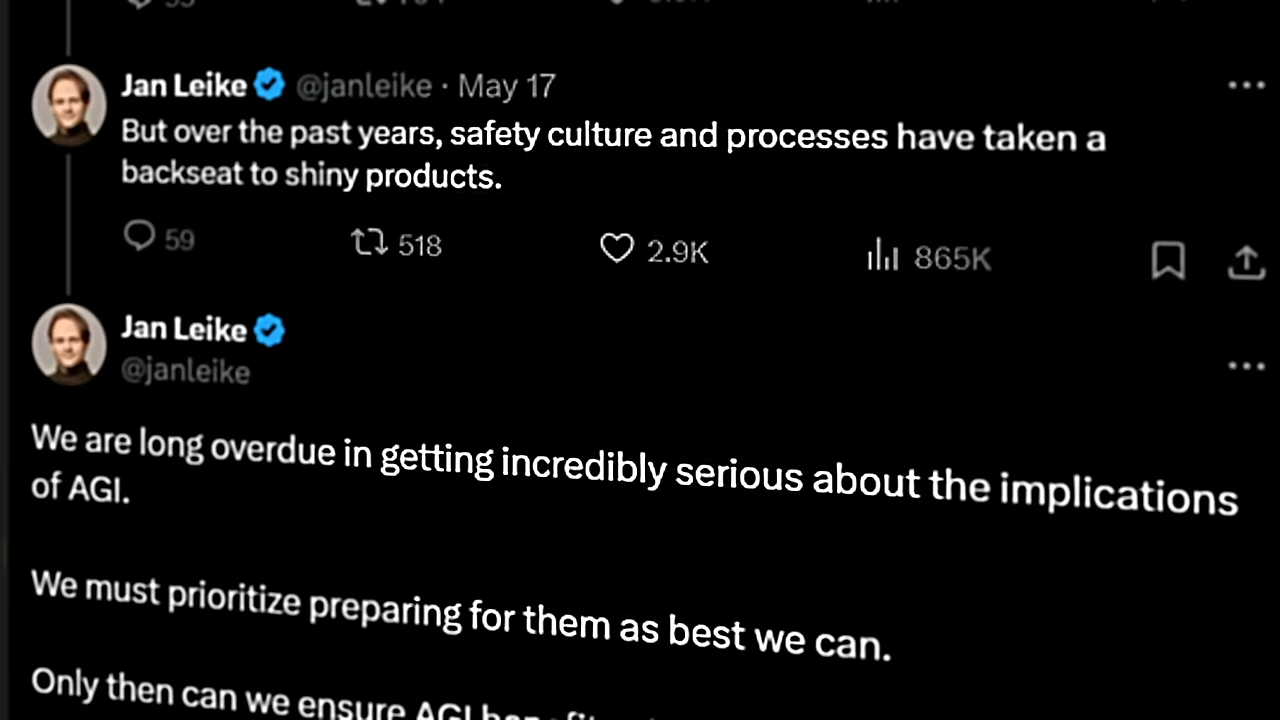 Jan Leike @janleike · May 17
But over the past years, safety culture and processes have taken a
backseat to shiny products.
59 518 2.9K 865K
Jan Leike
@janleike
We are long overdue in getting incredibly serious about the implications
of AGI.
We must prioritize preparing for them as best we can.
Only then can we ensure AGI